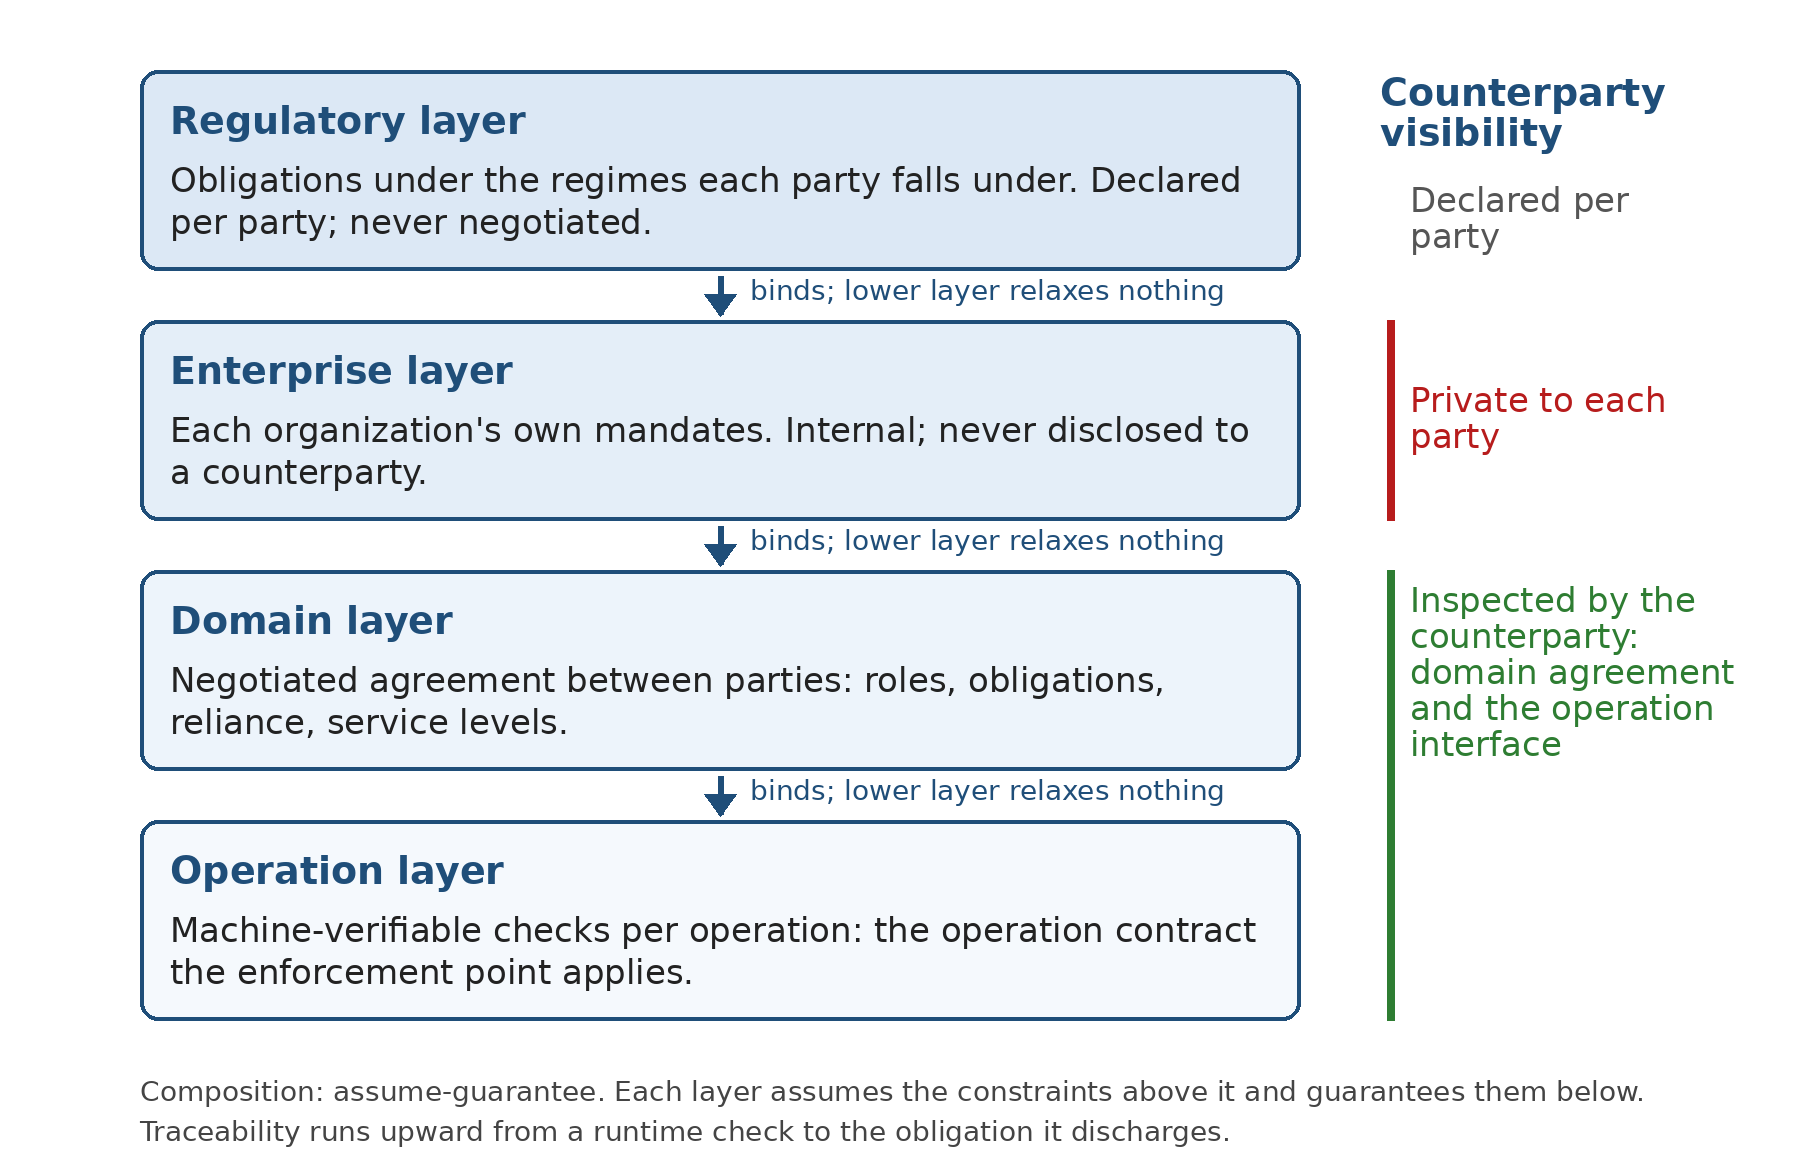 Regulatory layer
Obligations under the regimes each party falls under. Declared
per party; never negotiated.
Counterparty
visibility
Declared per
party
binds; lower layer relaxes nothing
Enterprise layer
Each organization's own mandates. Internal; never disclosed to
a counterparty.
Private to each
party
binds; lower layer relaxes nothing
Domain layer
Negotiated agreement between parties: roles, obligations,
reliance, service levels.
Inspected by the
counterparty:
domain agreement
and the operation
interface
binds; lower layer relaxes nothing
Operation layer
Machine-verifiable checks per operation: the operation contract
the enforcement point applies.
Composition: assume-guarantee. Each layer assumes the constraints above it and guarantees them below.
Traceability runs upward from a runtime check to the obligation it discharges.